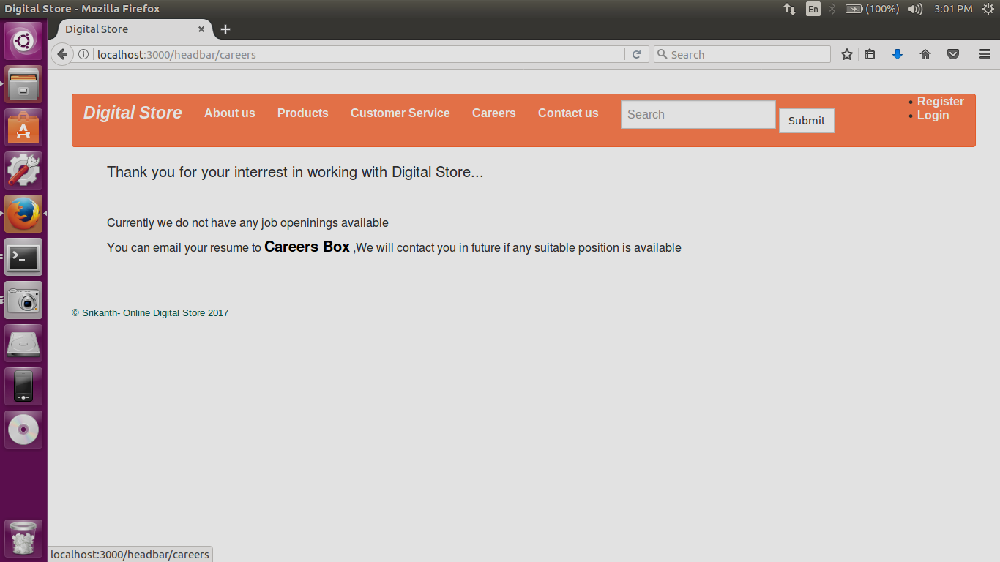 Digital Store - Mozilla Firefox
En
(100%)
3:01 PM
Digital Store
localhost:3000/headbar/careers
Search
Digital Store
About us
Products
Customer Service
Careers
Contact us
Search
Submit
• Register
• Login
Thank you for your interrest in working with Digital Store...
Currently we do not have any job openinings available
You can email your resume to Careers Box ,We will contact you in future if any suitable position is available
© Srikanth- Online Digital Store 2017
localhost:3000/headbar/careers